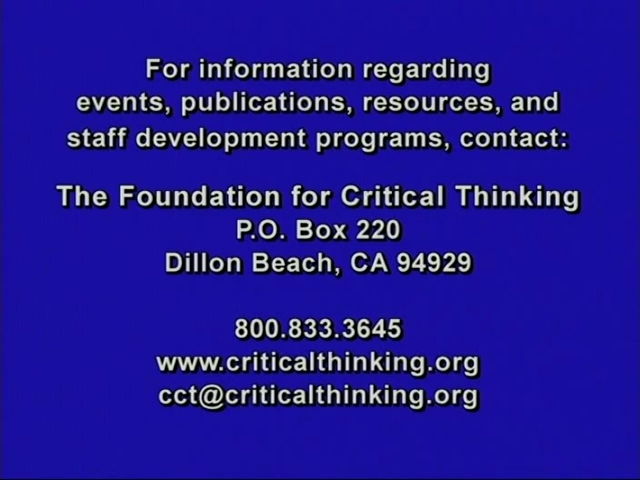 For information regarding
events, publications, resources, and
staff development programs, contact:
The Foundation for Critical Thinking
P.O. Box 220
Dillon Beach, CA 94929
800.833.3645
www.criticalthinking.org
cct@criticalthinking.org